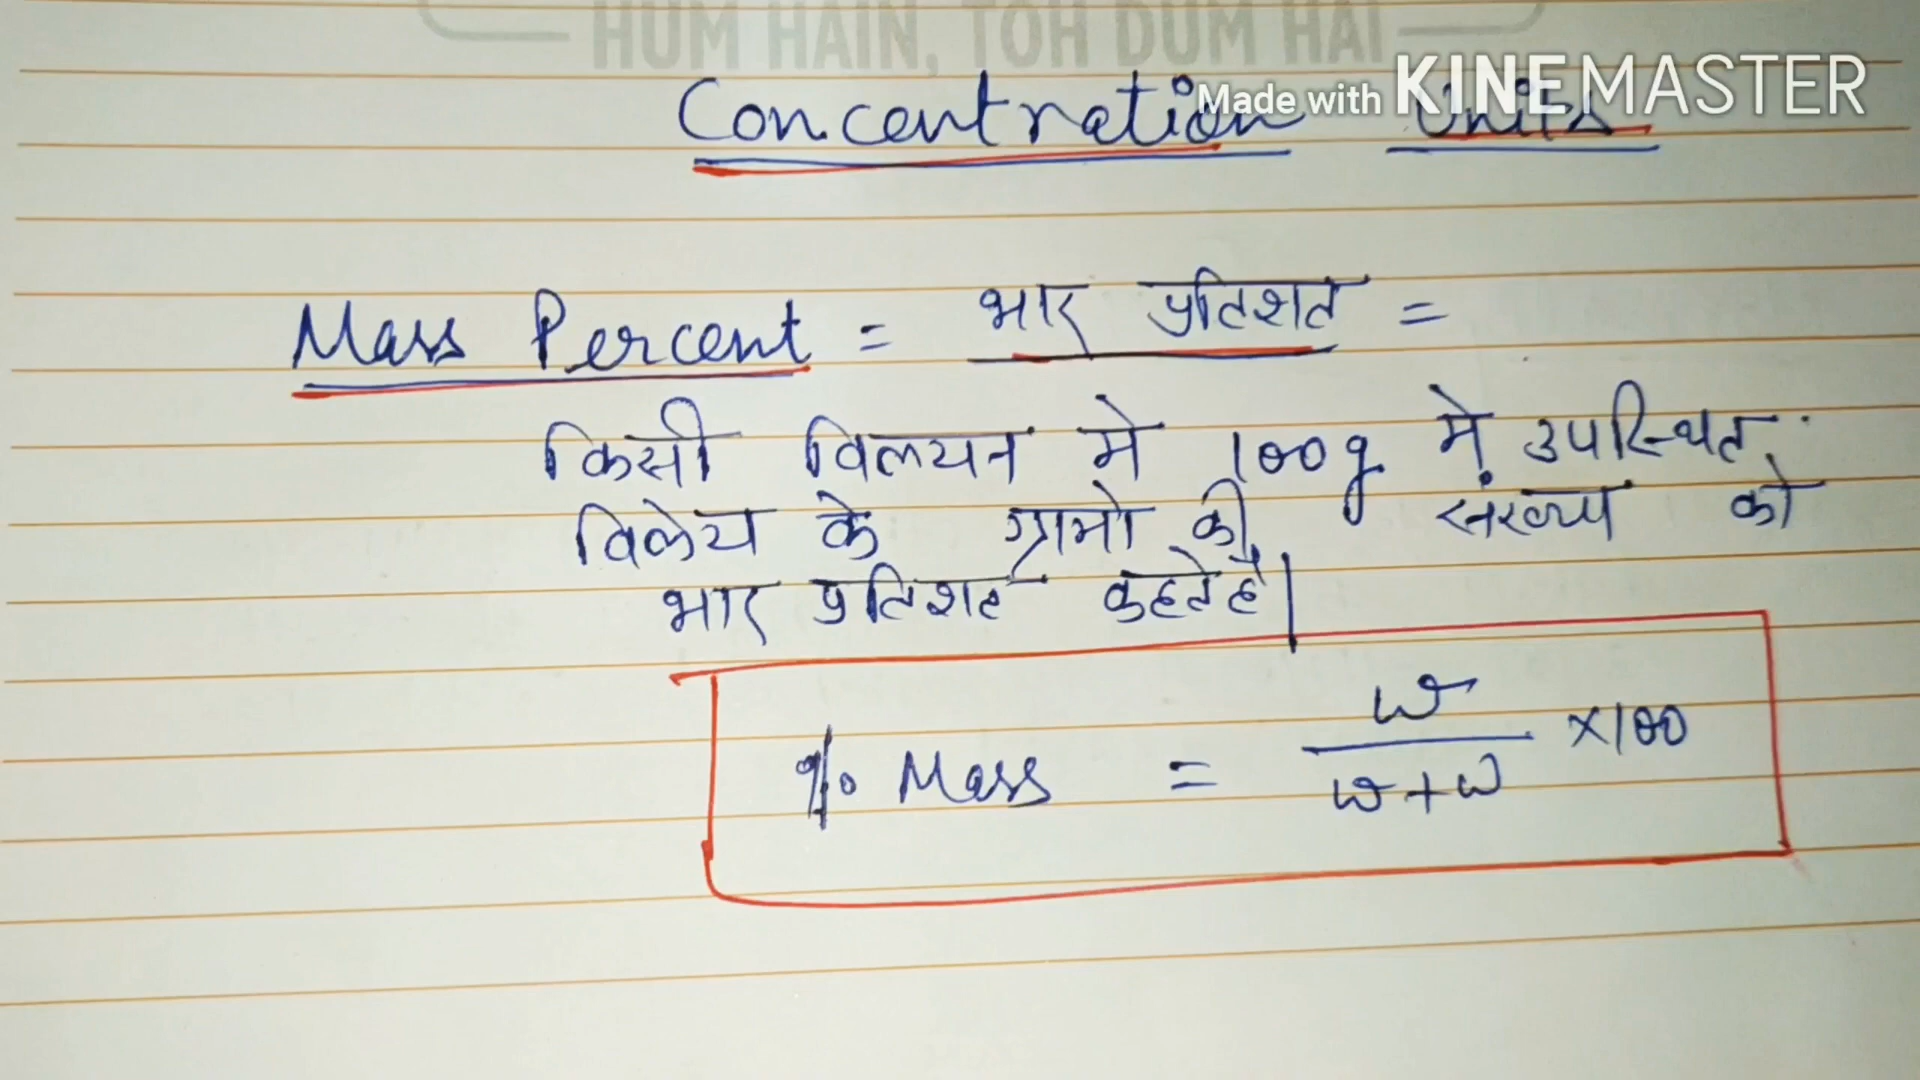 HUM HAIN, TOH DUM HAI
Made with KINEMASTER
Concentration Units
Mass Percent = भार प्रतिशत =
किसी विलयन मे 100g में उपस्थित
विलेय के ग्रामो की संख्या को
भार प्रतिशत कहते है|
% Mass = w/w+W ×100